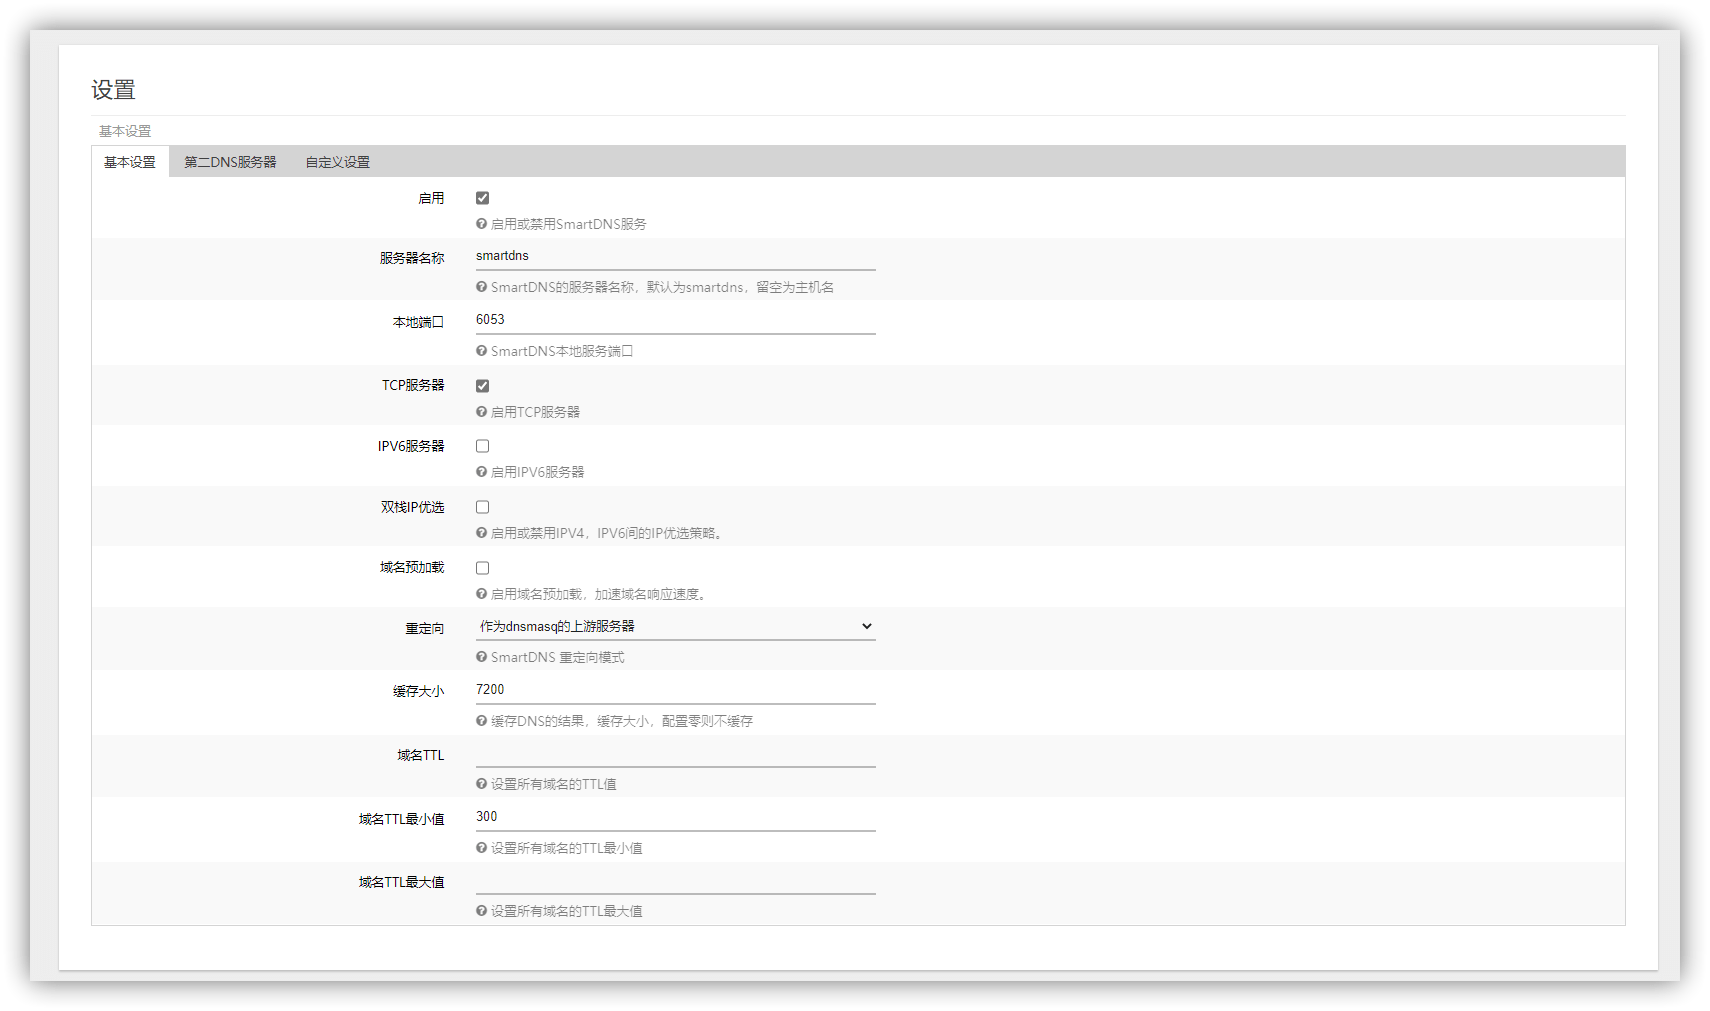 设置
基本设置
基本设置 第二DNS服务器 自定义设置
启用
启用或禁用SmartDNS服务
服务器名称 smartdns
SmartDNS的服务器名称，默认为smartdns，留空为主机名
本地端口 6053
SmartDNS本地服务端口
TCP服务器
启用TCP服务器
IPV6服务器
启用IPV6服务器
双栈IP优选
启用或禁用IPV4，IPV6间的IP优选策略。
域名预加载
启用域名预加载，加速域名响应速度。
重定向 作为dnsmasq的上游服务器
SmartDNS 重定向模式
缓存大小 7200
缓存DNS的结果，缓存大小，配置零则不缓存
域名TTL
设置所有域名的TTL值
域名TTL最小值 300
设置所有域名的TTL最小值
域名TTL最大值
设置所有域名的TTL最大值